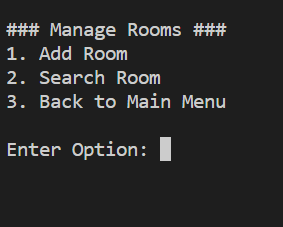 ### Manage Rooms ###
1. Add Room
2. Search Room
3. Back to Main Menu
Enter Option: